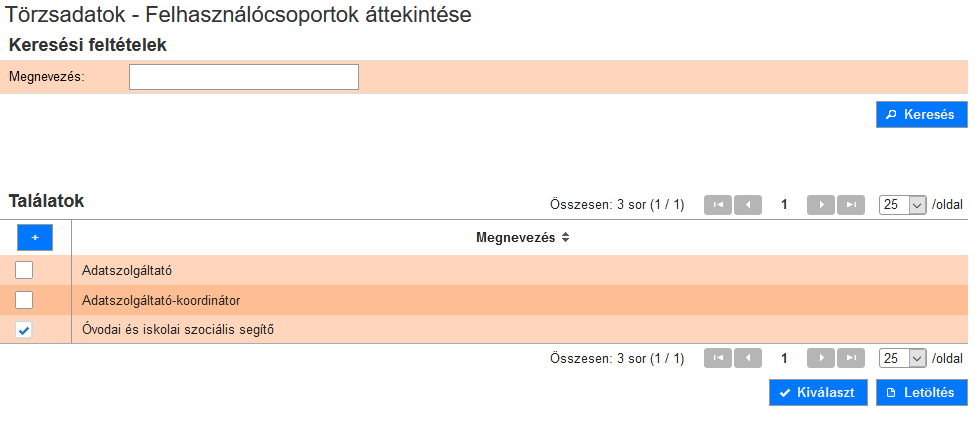 Törzsadatok - Felhasználócsoportok áttekintése
Keresési feltételek
Megnevezés:
Keresés
Találatok
Összesen: 3 sor (1 / 1) 1 25 /oldal
+ Megnevezés
Adatszolgáltató
Adatszolgáltató-koordinátor
Óvodai és iskolai szociális segítő
Összesen: 3 sor (1 / 1) 1 25 /oldal
Kiválaszt Letöltés